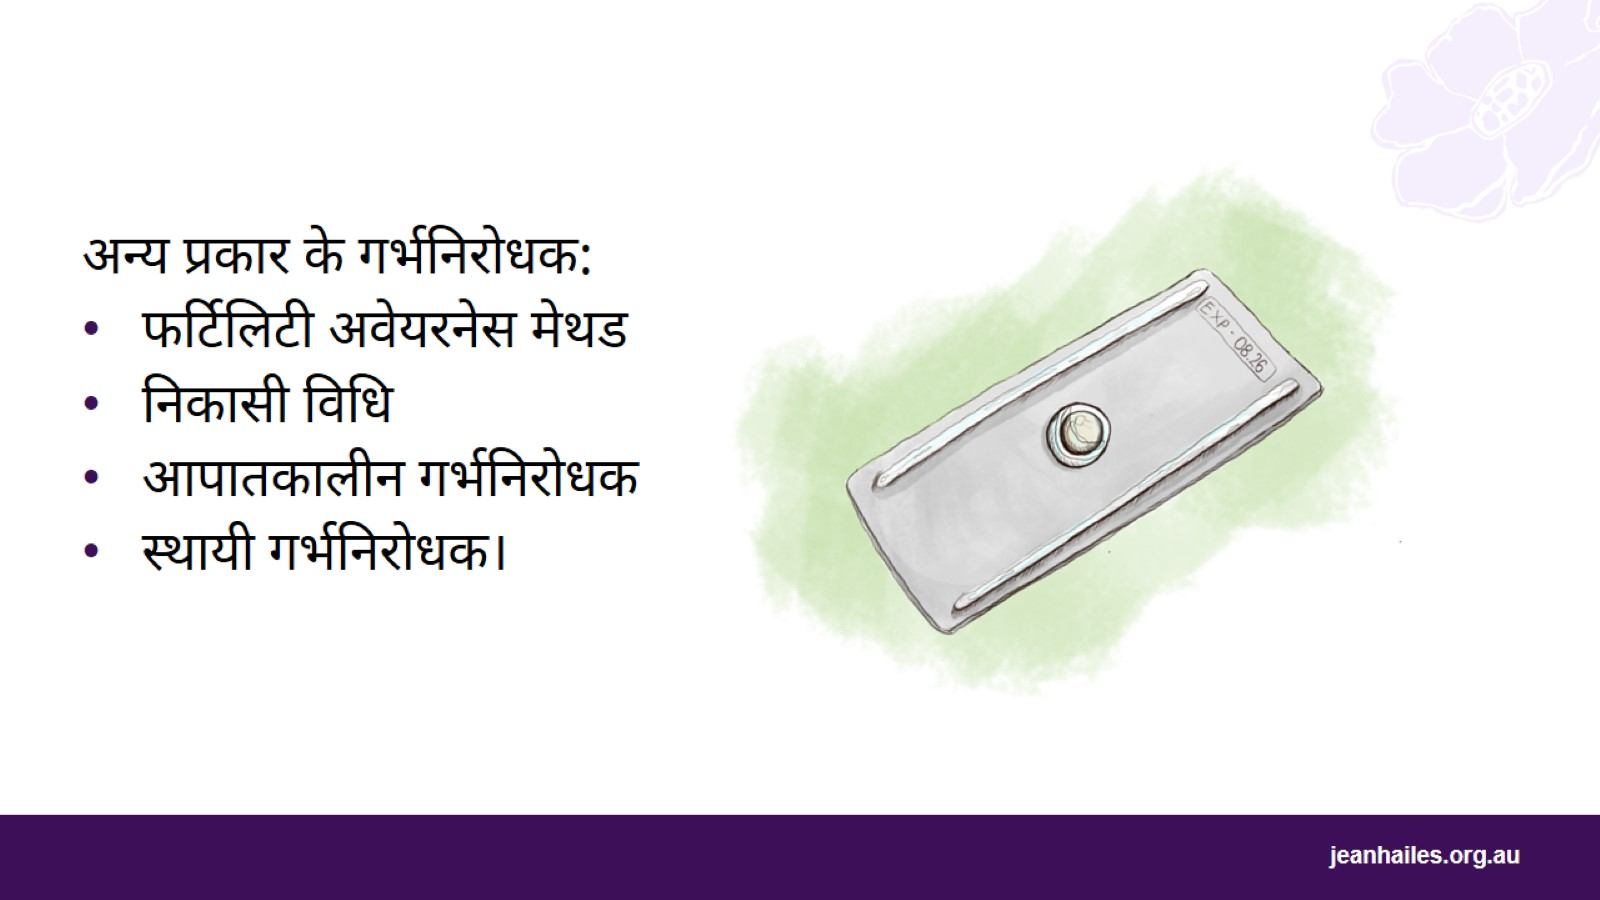 अन्य प्रकार के गर्भनिरोधक:
• फर्टिलिटी अवेयरनेस मेथड
• निकासी विधि
• आपातकालीन गर्भनिरोधक
• स्थायी गर्भनिरोधक।
EXP - 08.26
jeanhailes.org.au